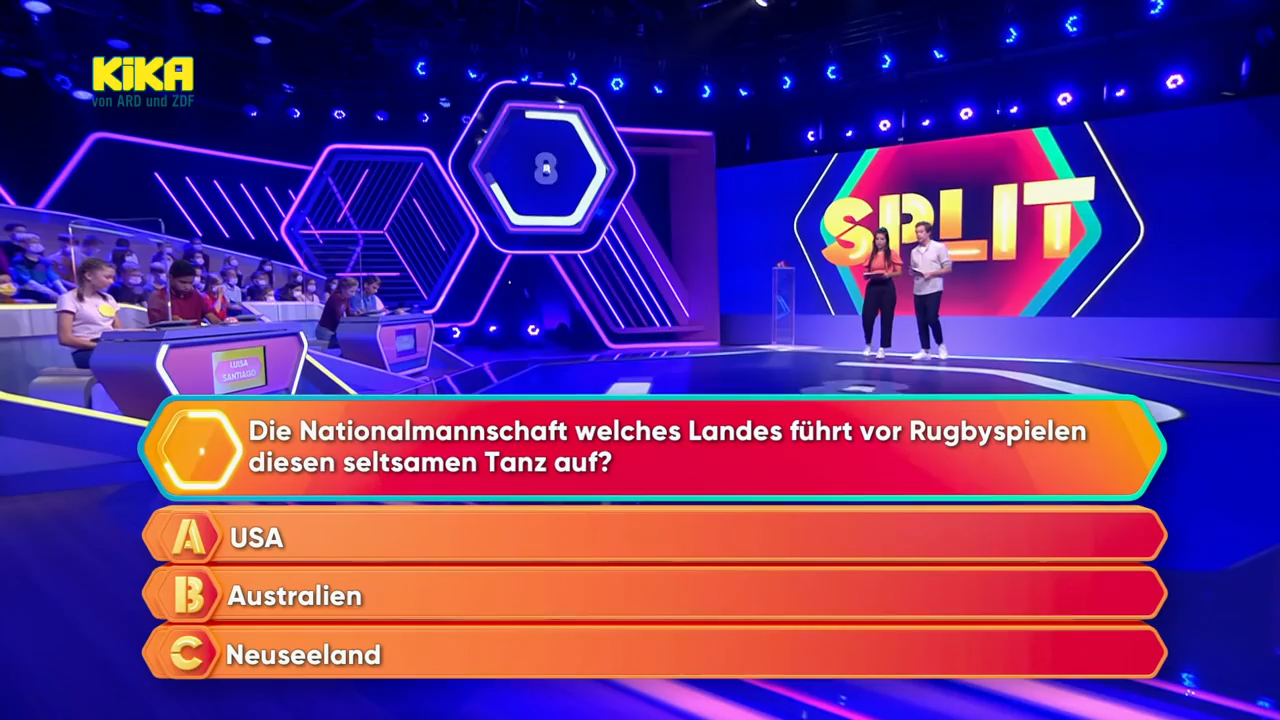 KiKA
von ARD und ZDF
8
SPLIT
LUISA
SANTIAGO
Die Nationalmannschaft welches Landes führt vor Rugbyspielen
diesen seltsamen Tanz auf?
A USA
B Australien
C Neuseeland